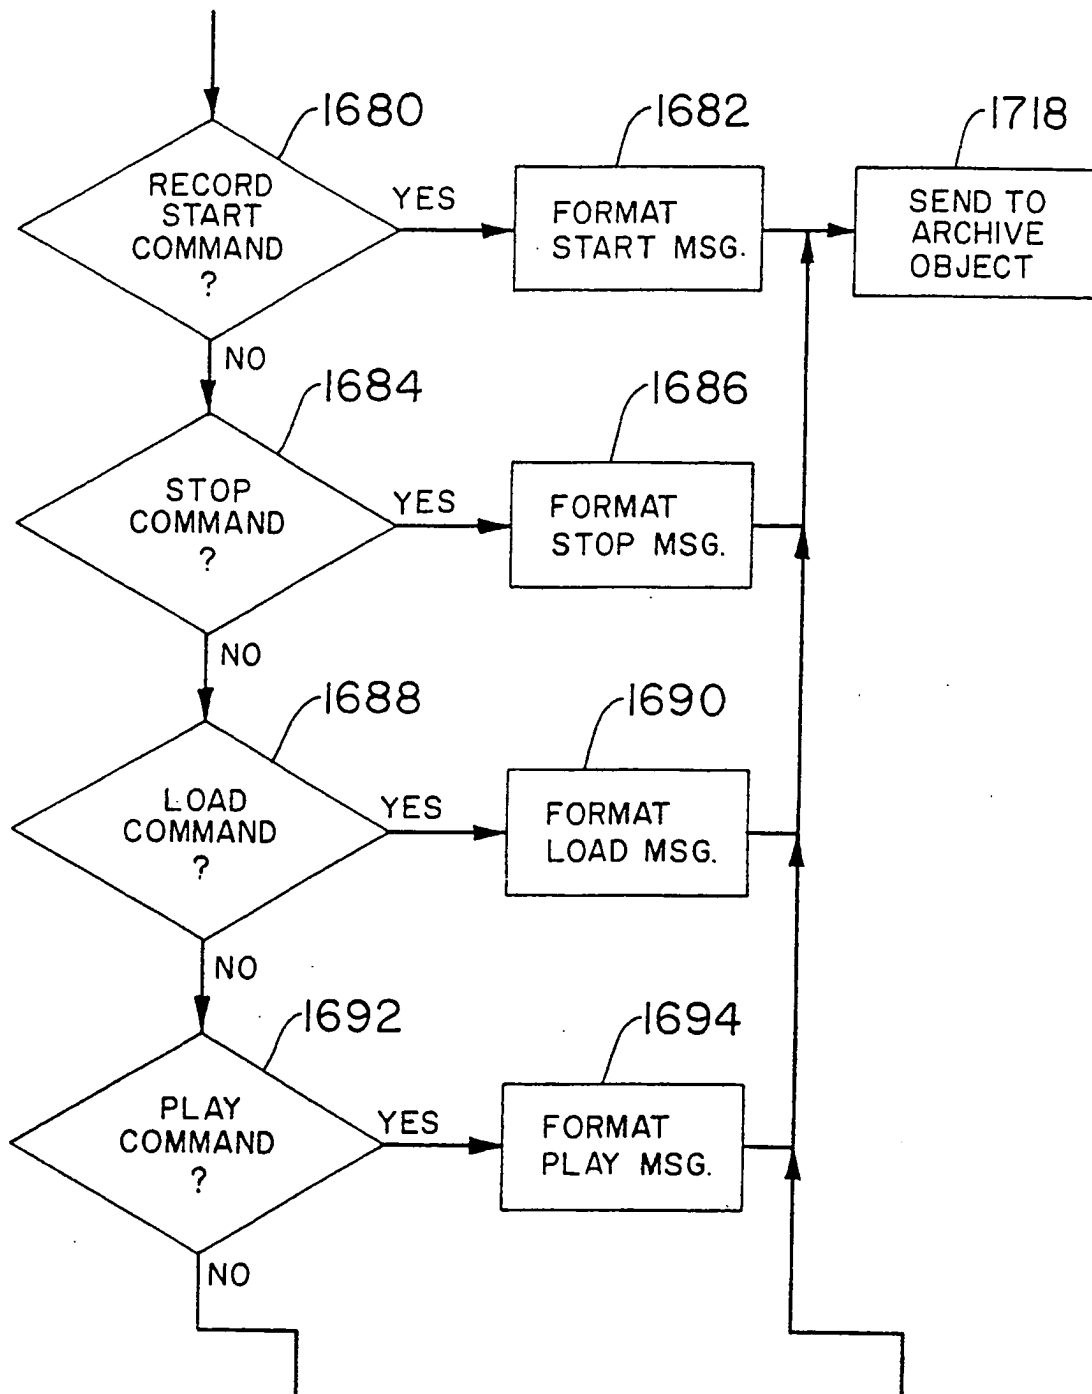 1680
RECORD
START
COMMAND
?
YES
1682
FORMAT
START MSG.
1718
SEND TO
ARCHIVE
OBJECT
NO
1684
STOP
COMMAND
?
YES
1686
FORMAT
STOP MSG.
NO
1688
LOAD
COMMAND
?
YES
1690
FORMAT
LOAD MSG.
NO
1692
PLAY
COMMAND
?
YES
1694
FORMAT
PLAY MSG.
NO